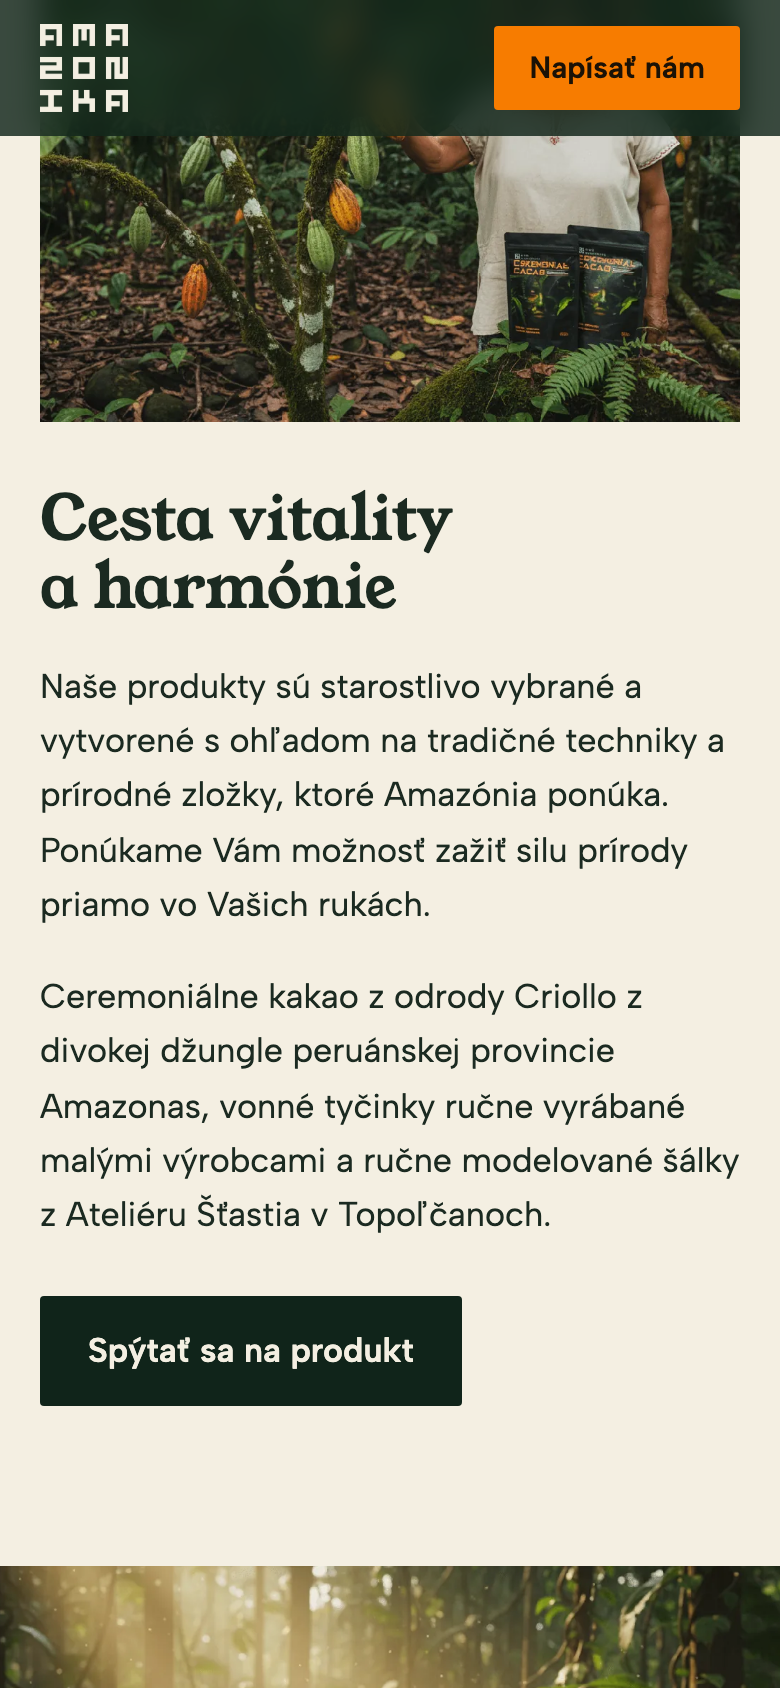 AMA
ZON
IKA
Napísať nám
CEREMONIAL
CACAO
CEREMONIAL
CACAO
Cesta vitality
a harmónie
Naše produkty sú starostlivo vybrané a
vytvorené s ohľadom na tradičné techniky a
prírodné zložky, ktoré Amazónia ponúka.
Ponúkame Vám možnosť zažiť silu prírody
priamo vo Vašich rukách.
Ceremoniálne kakao z odrody Criollo z
divokej džungle peruánskej provincie
Amazonas, vonné tyčinky ručne vyrábané
malými výrobcami a ručne modelované šálky
z Ateliéru Šťastia v Topoľčanoch.
Spýtať sa na produkt